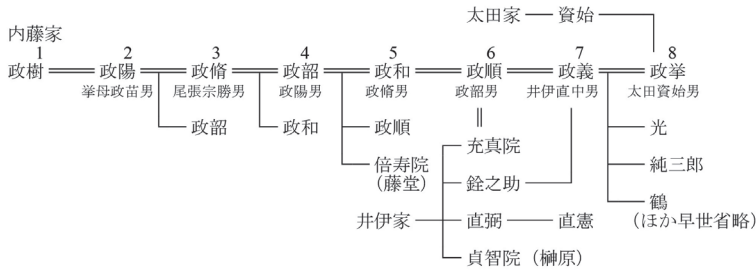 太田家 資始
内藤家
1 2 3 4 5 6 7 8
政樹 政陽 政脩 政韶 政和 政順 政義 政挙
挙母政苗男 尾張宗勝男 政陽男 政脩男 政韶男 井伊直中男 太田資始男
政韶 政和 政順 光
充真院
倍寿院 純三郎
(藤堂) 銓之助
鶴
井伊家 直弼 直憲 (ほか早世省略)
貞智院(榊原)